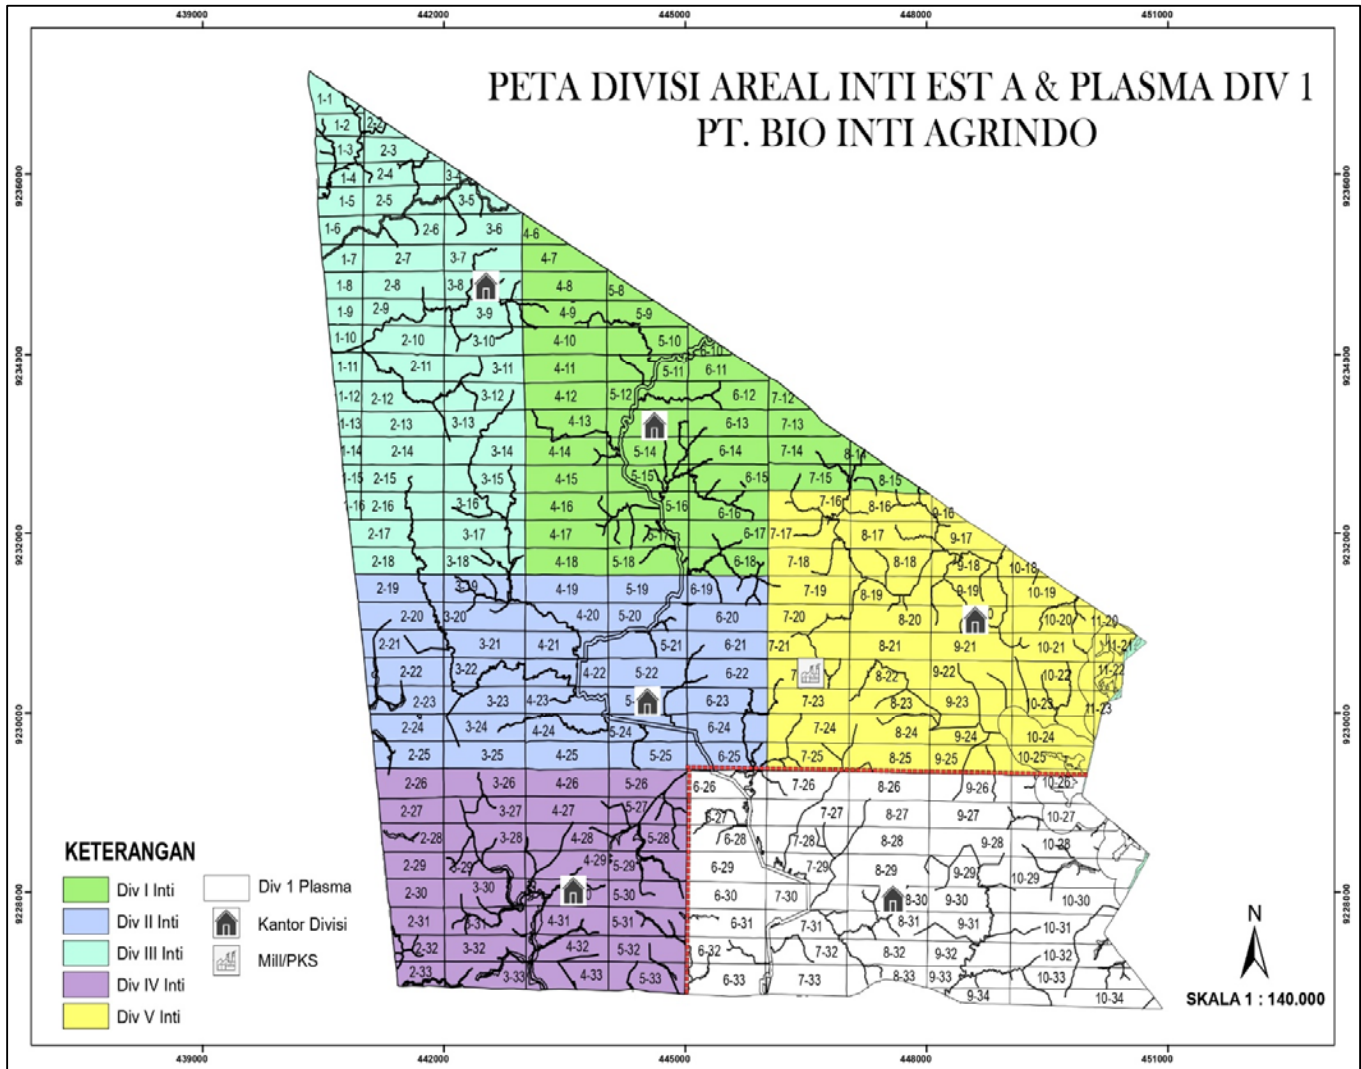 439000 442000 445000 448000 451000
PETA DIVISI AREAL INTI EST A & PLASMA DIV 1
PT. BIO INTI AGRINDO
9236000 9236000
9232000 9232000
9230000 9230000
9228000 9228000
1-1
1-2 2-2
1-3 2-3
1-4 2-4 3-4
1-5 2-5 3-5
1-6 2-6 3-6 4-6
1-7 2-7 3-7 4-7
1-8 2-8 3-8 4-8 5-8
1-9 2-9 3-9 4-9 5-9
1-10 2-10 3-10 4-10 5-10 6-10
1-11 2-11 3-11 4-11 5-11 6-11
1-12 2-12 3-12 4-12 5-12 6-12 7-12
1-13 2-13 3-13 4-13 6-13 7-13
1-14 2-14 3-14 4-14 5-14 6-14 7-14 8-14
1-15 2-15 3-15 4-15 5-15 6-15 7-15 8-15
1-16 2-16 3-16 4-16 5-16 6-16 7-16 8-16 9-16
2-17 3-17 4-17 5-17 6-17 7-17 8-17 9-17
2-18 3-18 4-18 5-18 6-18 7-18 8-18 9-18 10-18
2-19 3-19 4-19 5-19 6-19 7-19 8-19 9-19 10-19
2-20 3-20 4-20 5-20 6-20 7-20 8-20 10-20 11-20
2-21 3-21 4-21 5-21 6-21 7-21 8-21 9-21 10-21 11-21
2-22 3-22 4-22 5-22 6-22 8-22 9-22 10-22 11-22
2-23 3-23 4-23 6-23 7-23 8-23 9-23 10-23 11-23
2-24 3-24 4-24 5-24 6-24 7-24 8-24 9-24 10-24
2-25 3-25 4-25 5-25 6-25 7-25 8-25 9-25 10-25
2-26 3-26 4-26 5-26 6-26 7-26 8-26 9-26 10-26
2-27 3-27 4-27 5-27 6-27 7-27 8-27 9-27 10-27
2-28 3-28 4-28 5-28 6-28 7-28 8-28 9-28 10-28
2-29 3-29 4-29 5-29 6-29 7-29 8-29 9-29 10-29
2-30 3-30 5-30 6-30 7-30 8-30 9-30 10-30
2-31 3-31 4-31 5-31 6-31 7-31 8-31 9-31 10-31
2-32 3-32 4-32 5-32 6-32 7-32 8-32 9-32 10-32
2-33 3-33 4-33 5-33 6-33 7-33 8-33 9-33 10-33
9-34 10-34
KETERANGAN
Div I Inti Div 1 Plasma
Div II Inti Kantor Divisi
Div III Inti Mill/PKS
Div IV Inti
Div V Inti
N
SKALA 1 : 140.000
439000 442000 445000 448000 451000